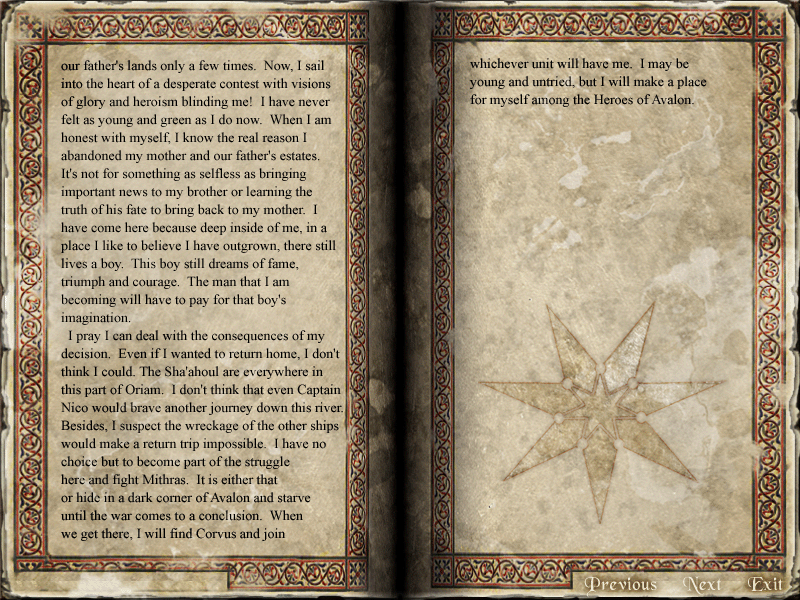 our father's lands only a few times.  Now, I sail
into the heart of a desperate contest with visions
of glory and heroism blinding me!  I have never
felt as young and green as I do now.  When I am
honest with myself, I know the real reason I
abandoned my mother and our father's estates.
It's not for something as selfless as bringing
important news to my brother or learning the
truth of his fate to bring back to my mother.  I
have come here because deep inside of me, in a
place I like to believe I have outgrown, there still
lives a boy.  This boy still dreams of fame,
triumph and courage.  The man that I am
becoming will have to pay for that boy's
imagination.
I pray I can deal with the consequences of my
decision.  Even if I wanted to return home, I don't
think I could. The Sha'ahoul are everywhere in
this part of Oriam.  I don't think that even Captain
Nico would brave another journey down this river.
Besides, I suspect the wreckage of the other ships
would make a return trip impossible.  I have no
choice but to become part of the struggle
here and fight Mithras.  It is either that
or hide in a dark corner of Avalon and starve
until the war comes to a conclusion.  When
we get there, I will find Corvus and join
whichever unit will have me.  I may be
young and untried, but I will make a place
for myself among the Heroes of Avalon.
Previous Next Exit